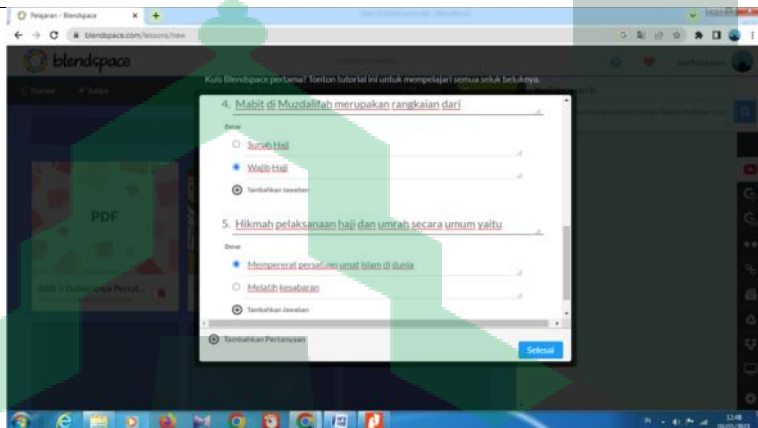 Pelajaran - Blendspace
blendspace.com/lessons/new
blendspace
Kuis Blendspace pertama? Tonton tutorial ini untuk mempelajari semua seluk beluknya.
4. Mabit di Muzdalifah merupakan rangkaian dari
Benar
Sunah Haji
Wajib Haji
Tambahkan Jawaban
5. Hikmah pelaksanaan haji dan umrah secara umum yaitu
Benar
Mempererat persatuan umat islam di dunia
Melatih kesabaran
Tambahkan Jawaban
Tambahkan Pertanyaan
Selesai
PDF
12:48